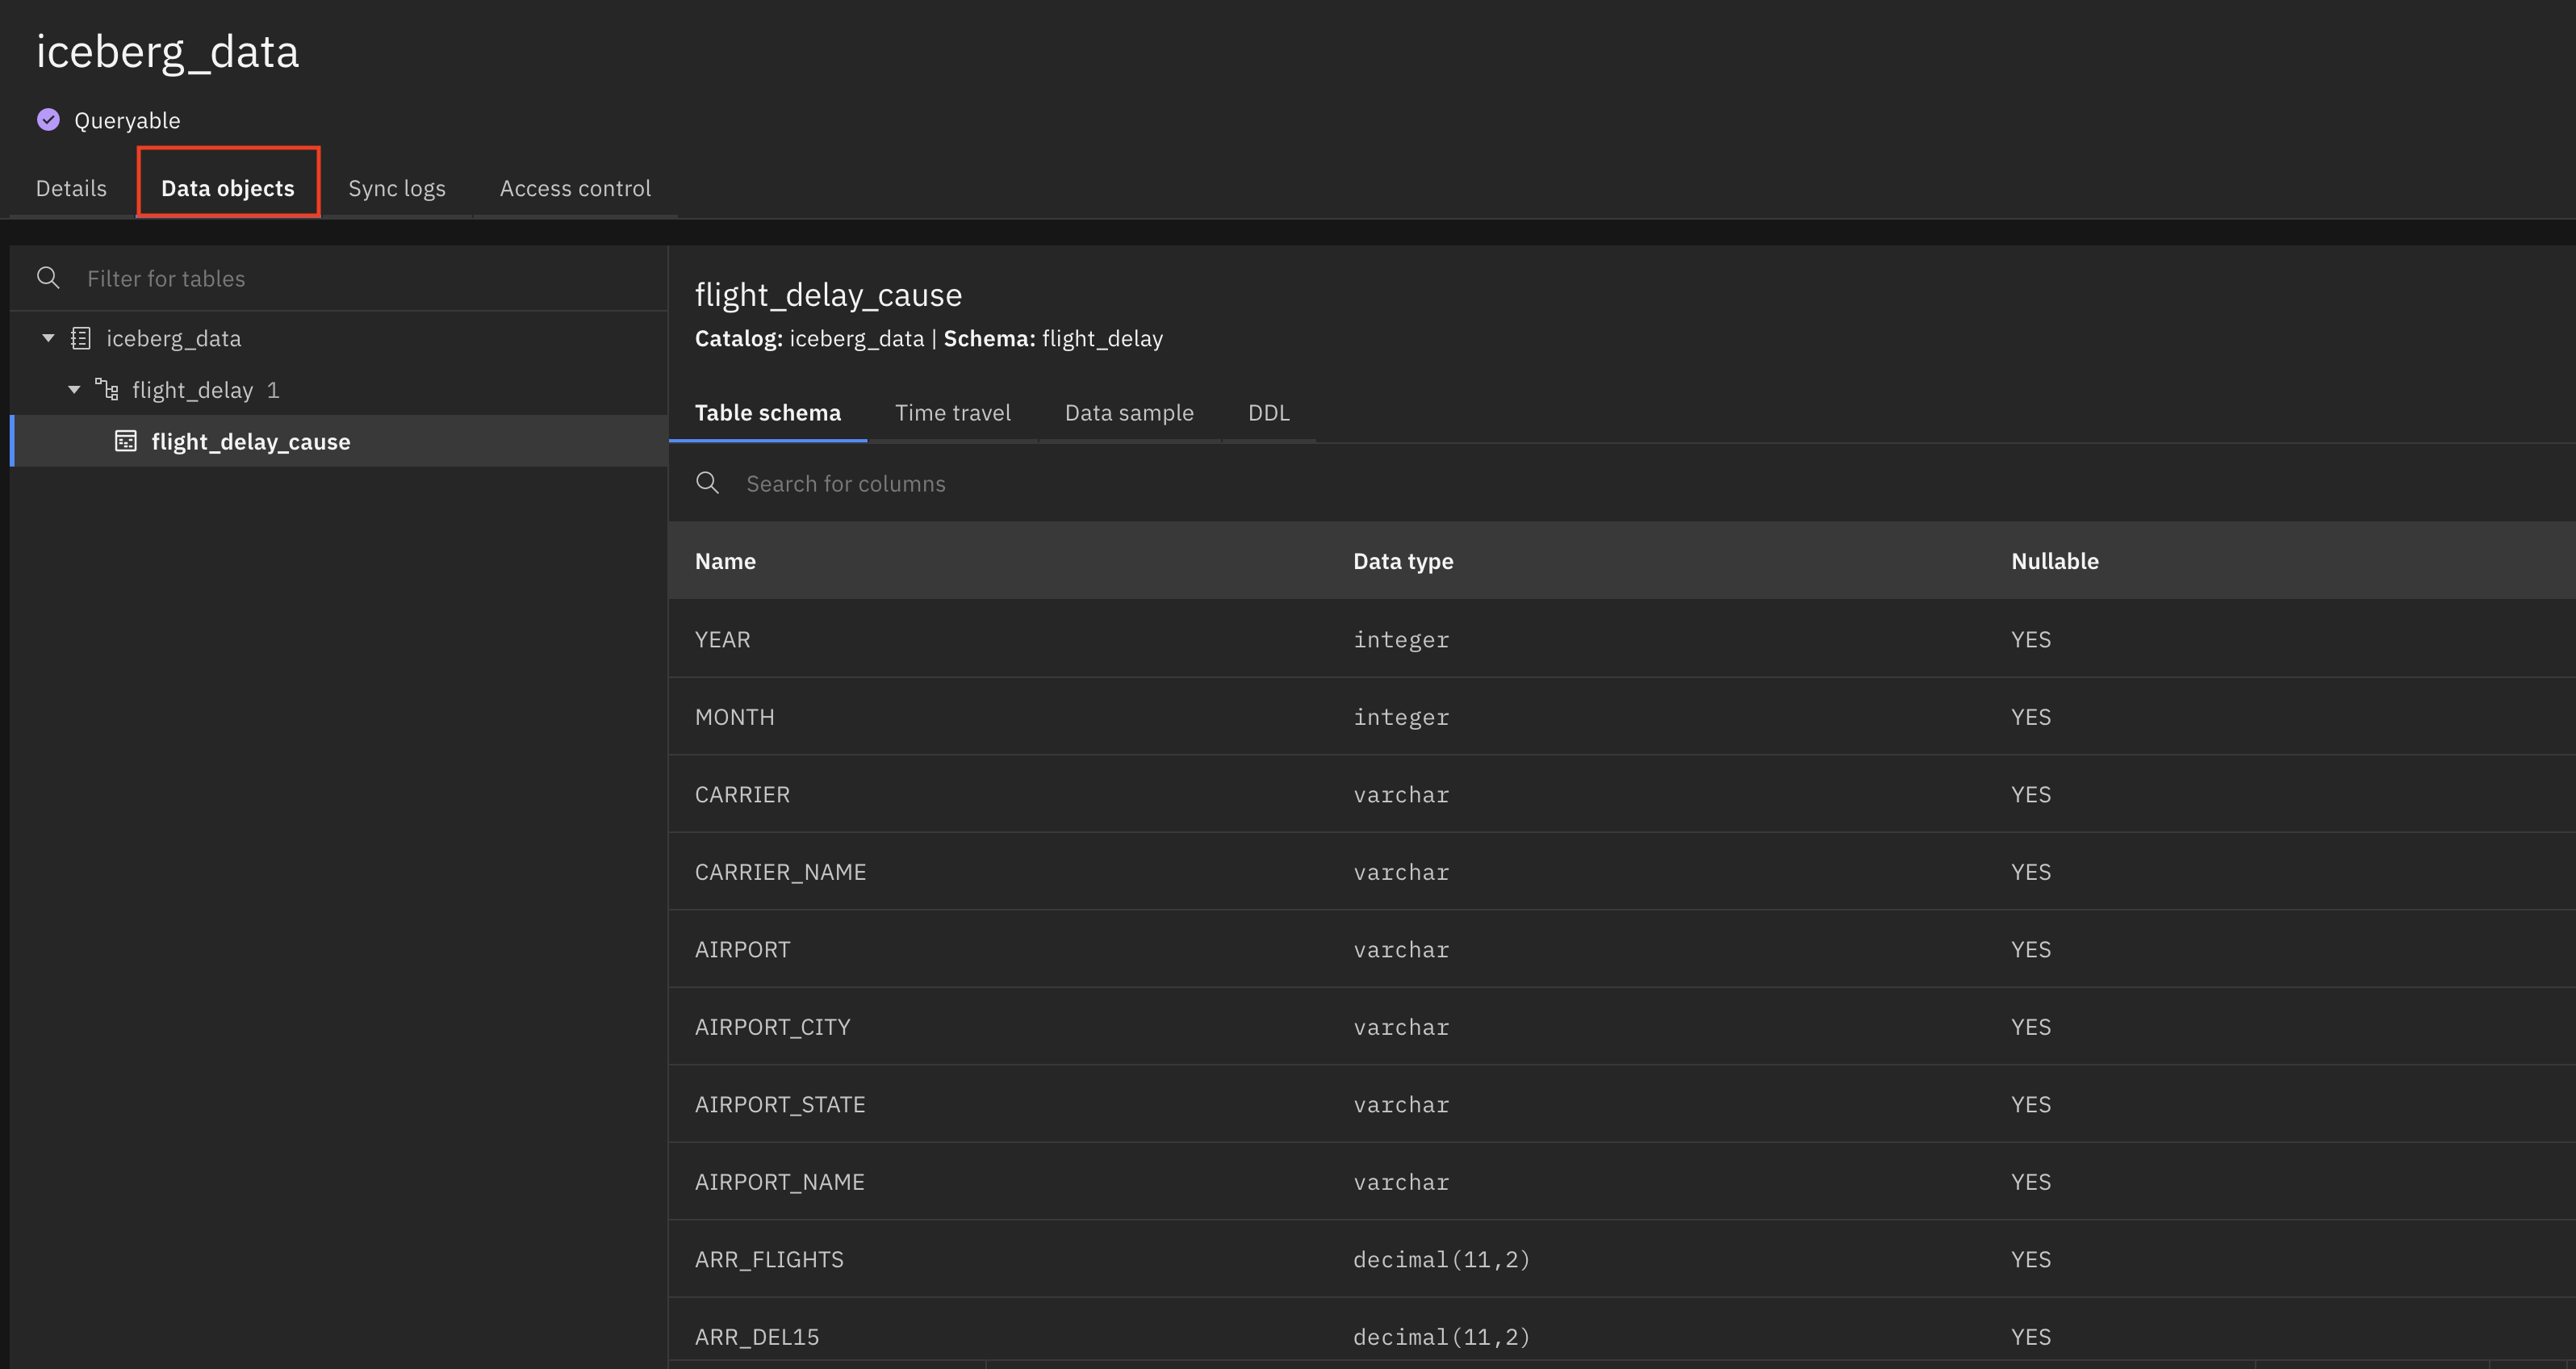 iceberg_data
Queryable
Details Data objects Sync logs Access control
Filter for tables
iceberg_data
flight_delay 1
flight_delay_cause
flight_delay_cause
Catalog: iceberg_data | Schema: flight_delay
Table schema Time travel Data sample DDL
Search for columns
Name Data type Nullable
YEAR integer YES
MONTH integer YES
CARRIER varchar YES
CARRIER_NAME varchar YES
AIRPORT varchar YES
AIRPORT_CITY varchar YES
AIRPORT_STATE varchar YES
AIRPORT_NAME varchar YES
ARR_FLIGHTS decimal(11,2) YES
ARR_DEL15 decimal(11,2) YES